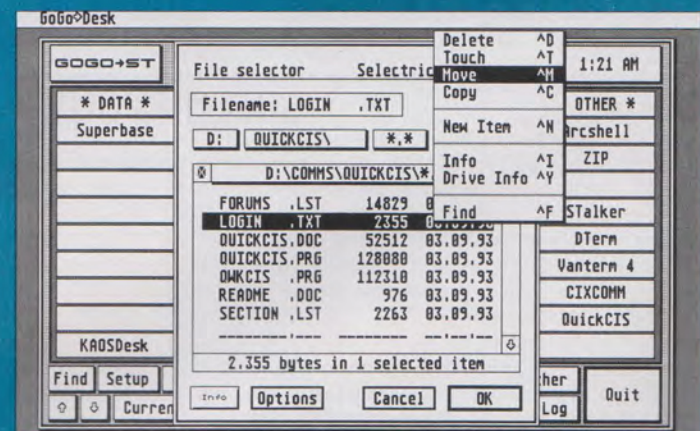 GoGo◊Desk
GOGO→ST
File selector Selectric
1:21 AM
Delete ^D
Touch ^T
Move ^M
Copy ^C
New Item ^N
Info ^I
Drive Info ^Y
Find ^F
Filename: LOGIN .TXT
D: QUICKCIS\ *.*
D:\COMMS\QUICKCIS\*
FORUMS .LST 14829 0
LOGIN .TXT 2355 03.09.93
QUICKCIS.DOC 52512 03.09.93
QUICKCIS.PRG 128080 03.09.93
QWKCIS .PRG 112310 03.09.93
README .DOC 976 03.09.93
SECTION .LST 2263 03.09.93
--------.--- -------- --.--.--
2.355 bytes in 1 selected item
Info Options Cancel OK
* DATA *
Superbase
KAOSDesk
OTHER *
Arcshell
ZIP
STalker
DTerm
Vanterm 4
CIXCOMM
QuickCIS
Find Setup
Curren
ther
Log
Quit